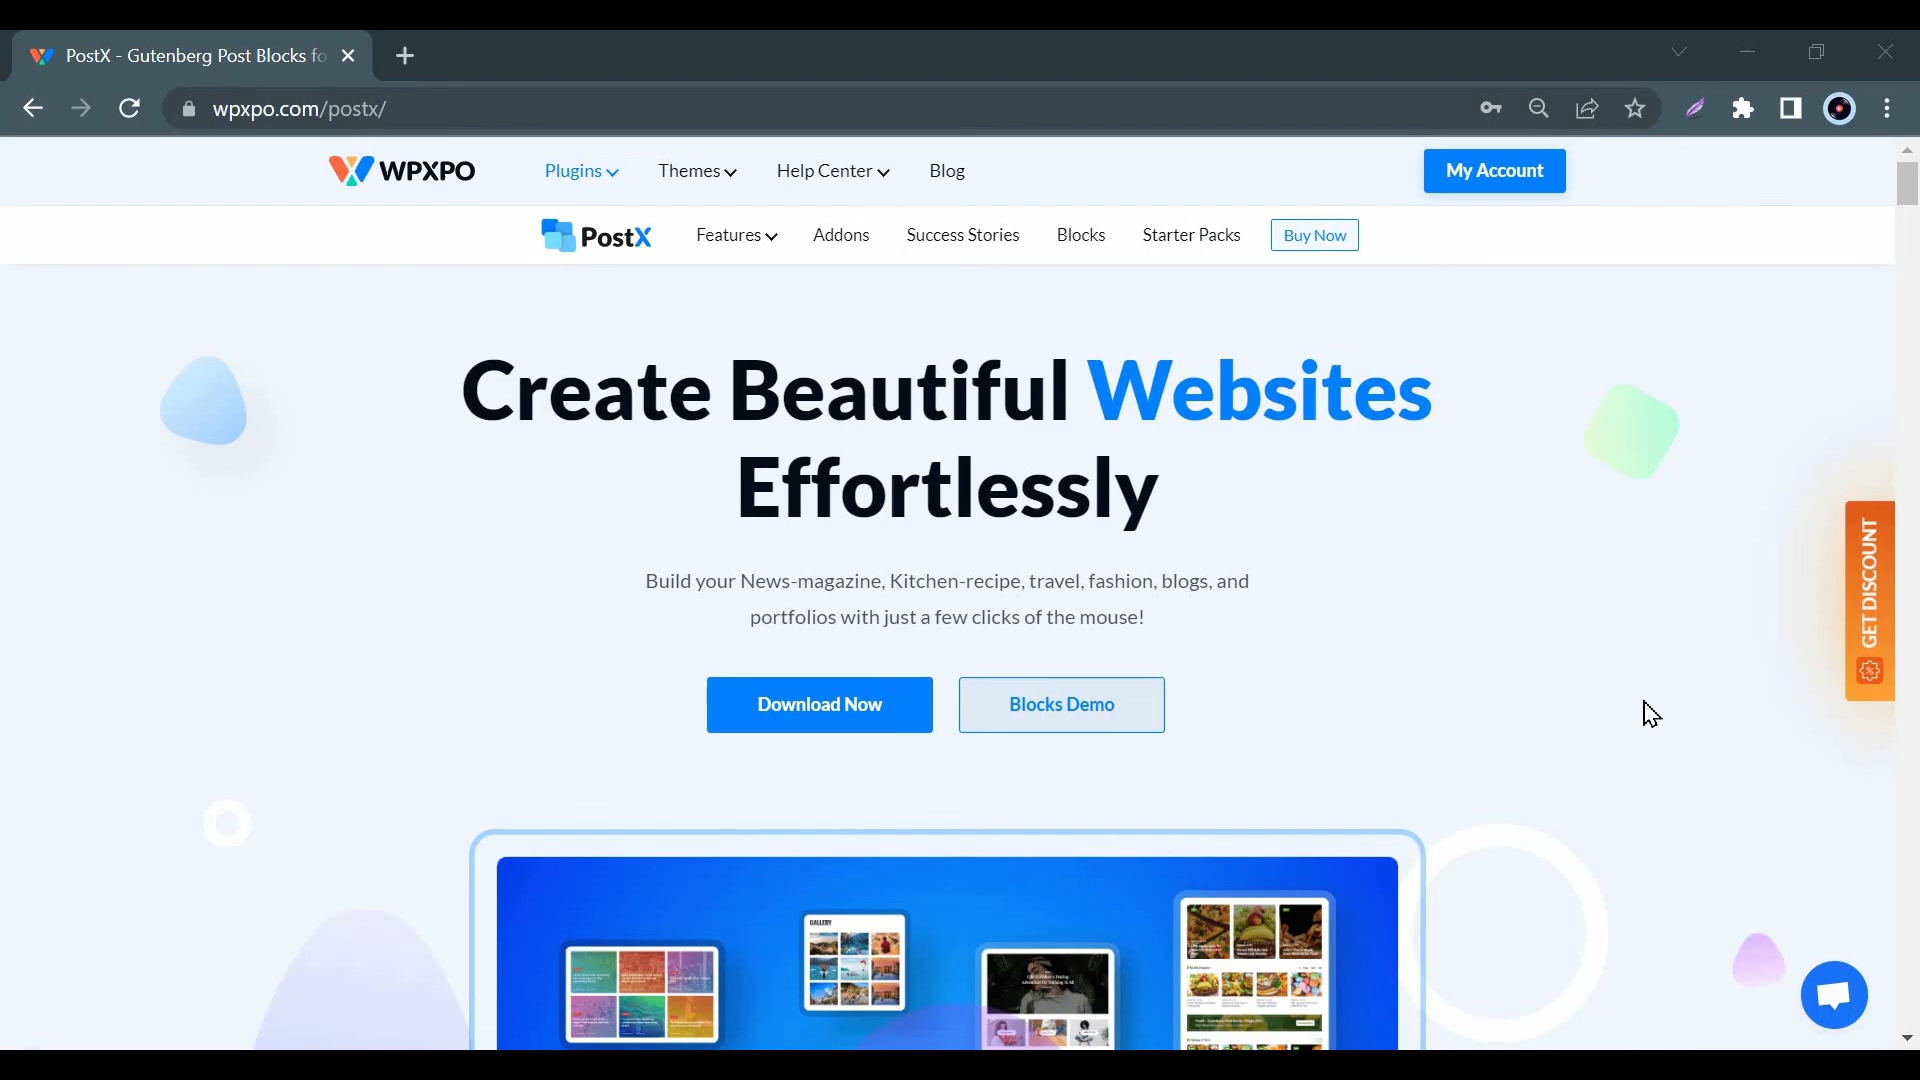 PostX - Gutenberg Post Blocks fo
wpxpo.com/postx/
WPXPO
Plugins
Themes
Help Center
Blog
My Account
PostX
Features
Addons
Success Stories
Blocks
Starter Packs
Buy Now
Create Beautiful Websites
Effortlessly
Build your News-magazine, Kitchen-recipe, travel, fashion, blogs, and
portfolios with just a few clicks of the mouse!
GET DISCOUNT
Download Now
Blocks Demo
GALLERY